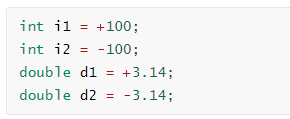 int i1 = +100;
int i2 = -100;
double d1 = +3.14;
double d2 = -3.14;